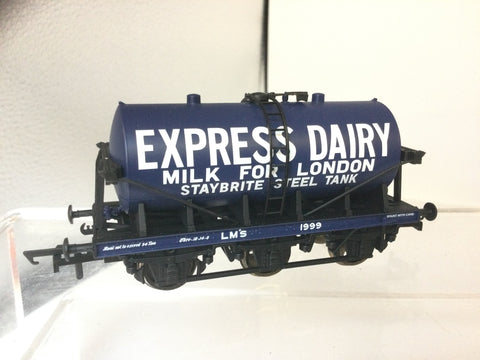 EXPRESS DAIRY
MILK FOR LONDON
STAYBRITE STEEL TANK
LMS 1999